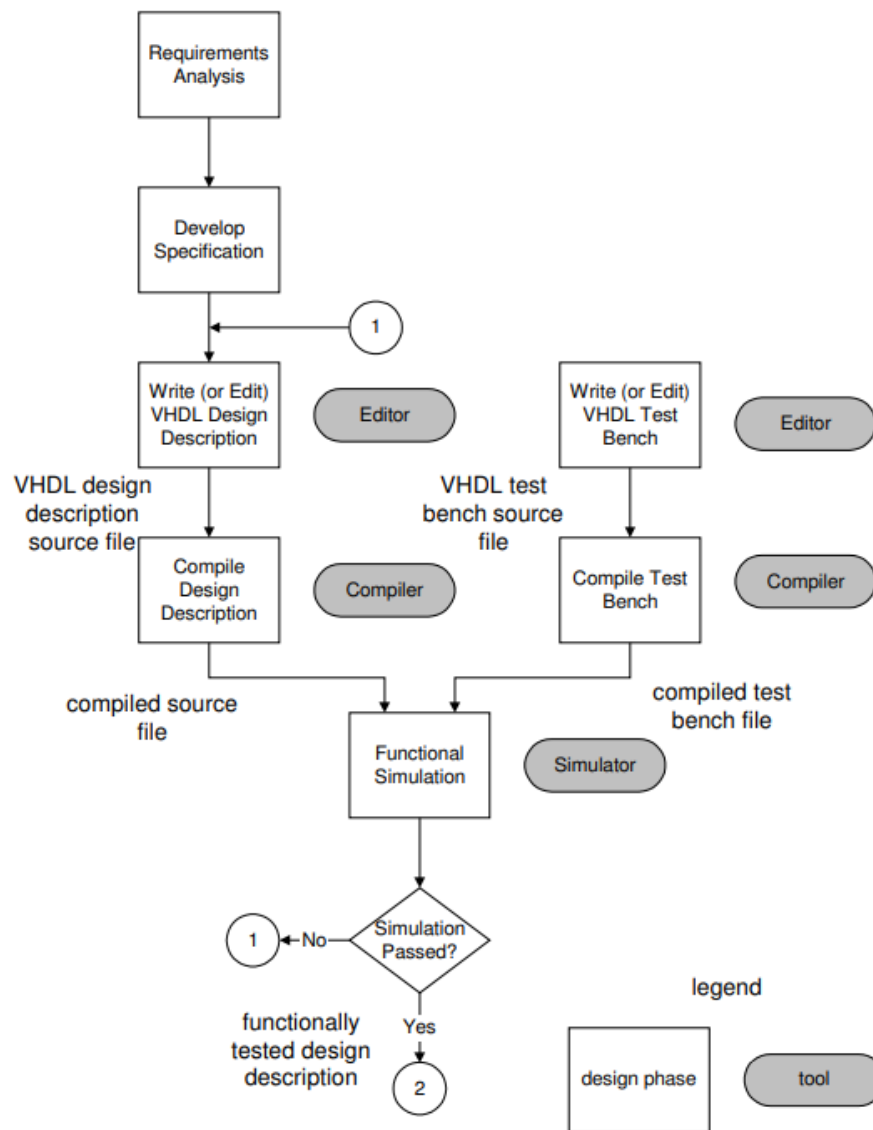 Requirements
Analysis
Develop
Specification
1
Write (or Edit)
VHDL Design
Description
Editor
Write (or Edit)
VHDL Test
Bench
Editor
VHDL design
description
source file
VHDL test
bench source
file
Compile
Design
Description
Compiler
Compile Test
Bench
Compiler
compiled source
file
compiled test
bench file
Functional
Simulation
Simulator
Simulation
Passed?
No
1
Yes
functionally
tested design
description
2
legend
design phase
tool